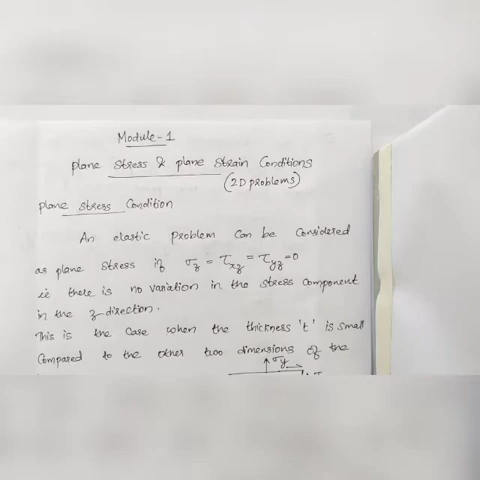 Module-1
plane stress & plane strain Conditions
(2D problems)
plane stress Condition
An elastic problem can be considered
as plane stress if σz = τxz = τyz = 0
ie there is no variation in the stress component
in the z direction.
This is the case when the thickness 't' is small
compared to the other two dimensions of the
σy